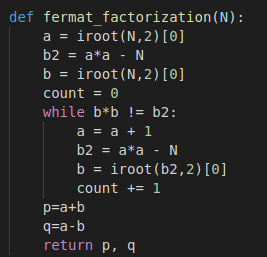 def fermat_factorization(N):
    a = iroot(N,2)[0]
    b2 = a*a - N
    b = iroot(N,2)[0]
    count = 0
    while b*b != b2:
        a = a + 1
        b2 = a*a - N
        b = iroot(b2,2)[0]
        count += 1
    p=a+b
    q=a-b
    return p, q